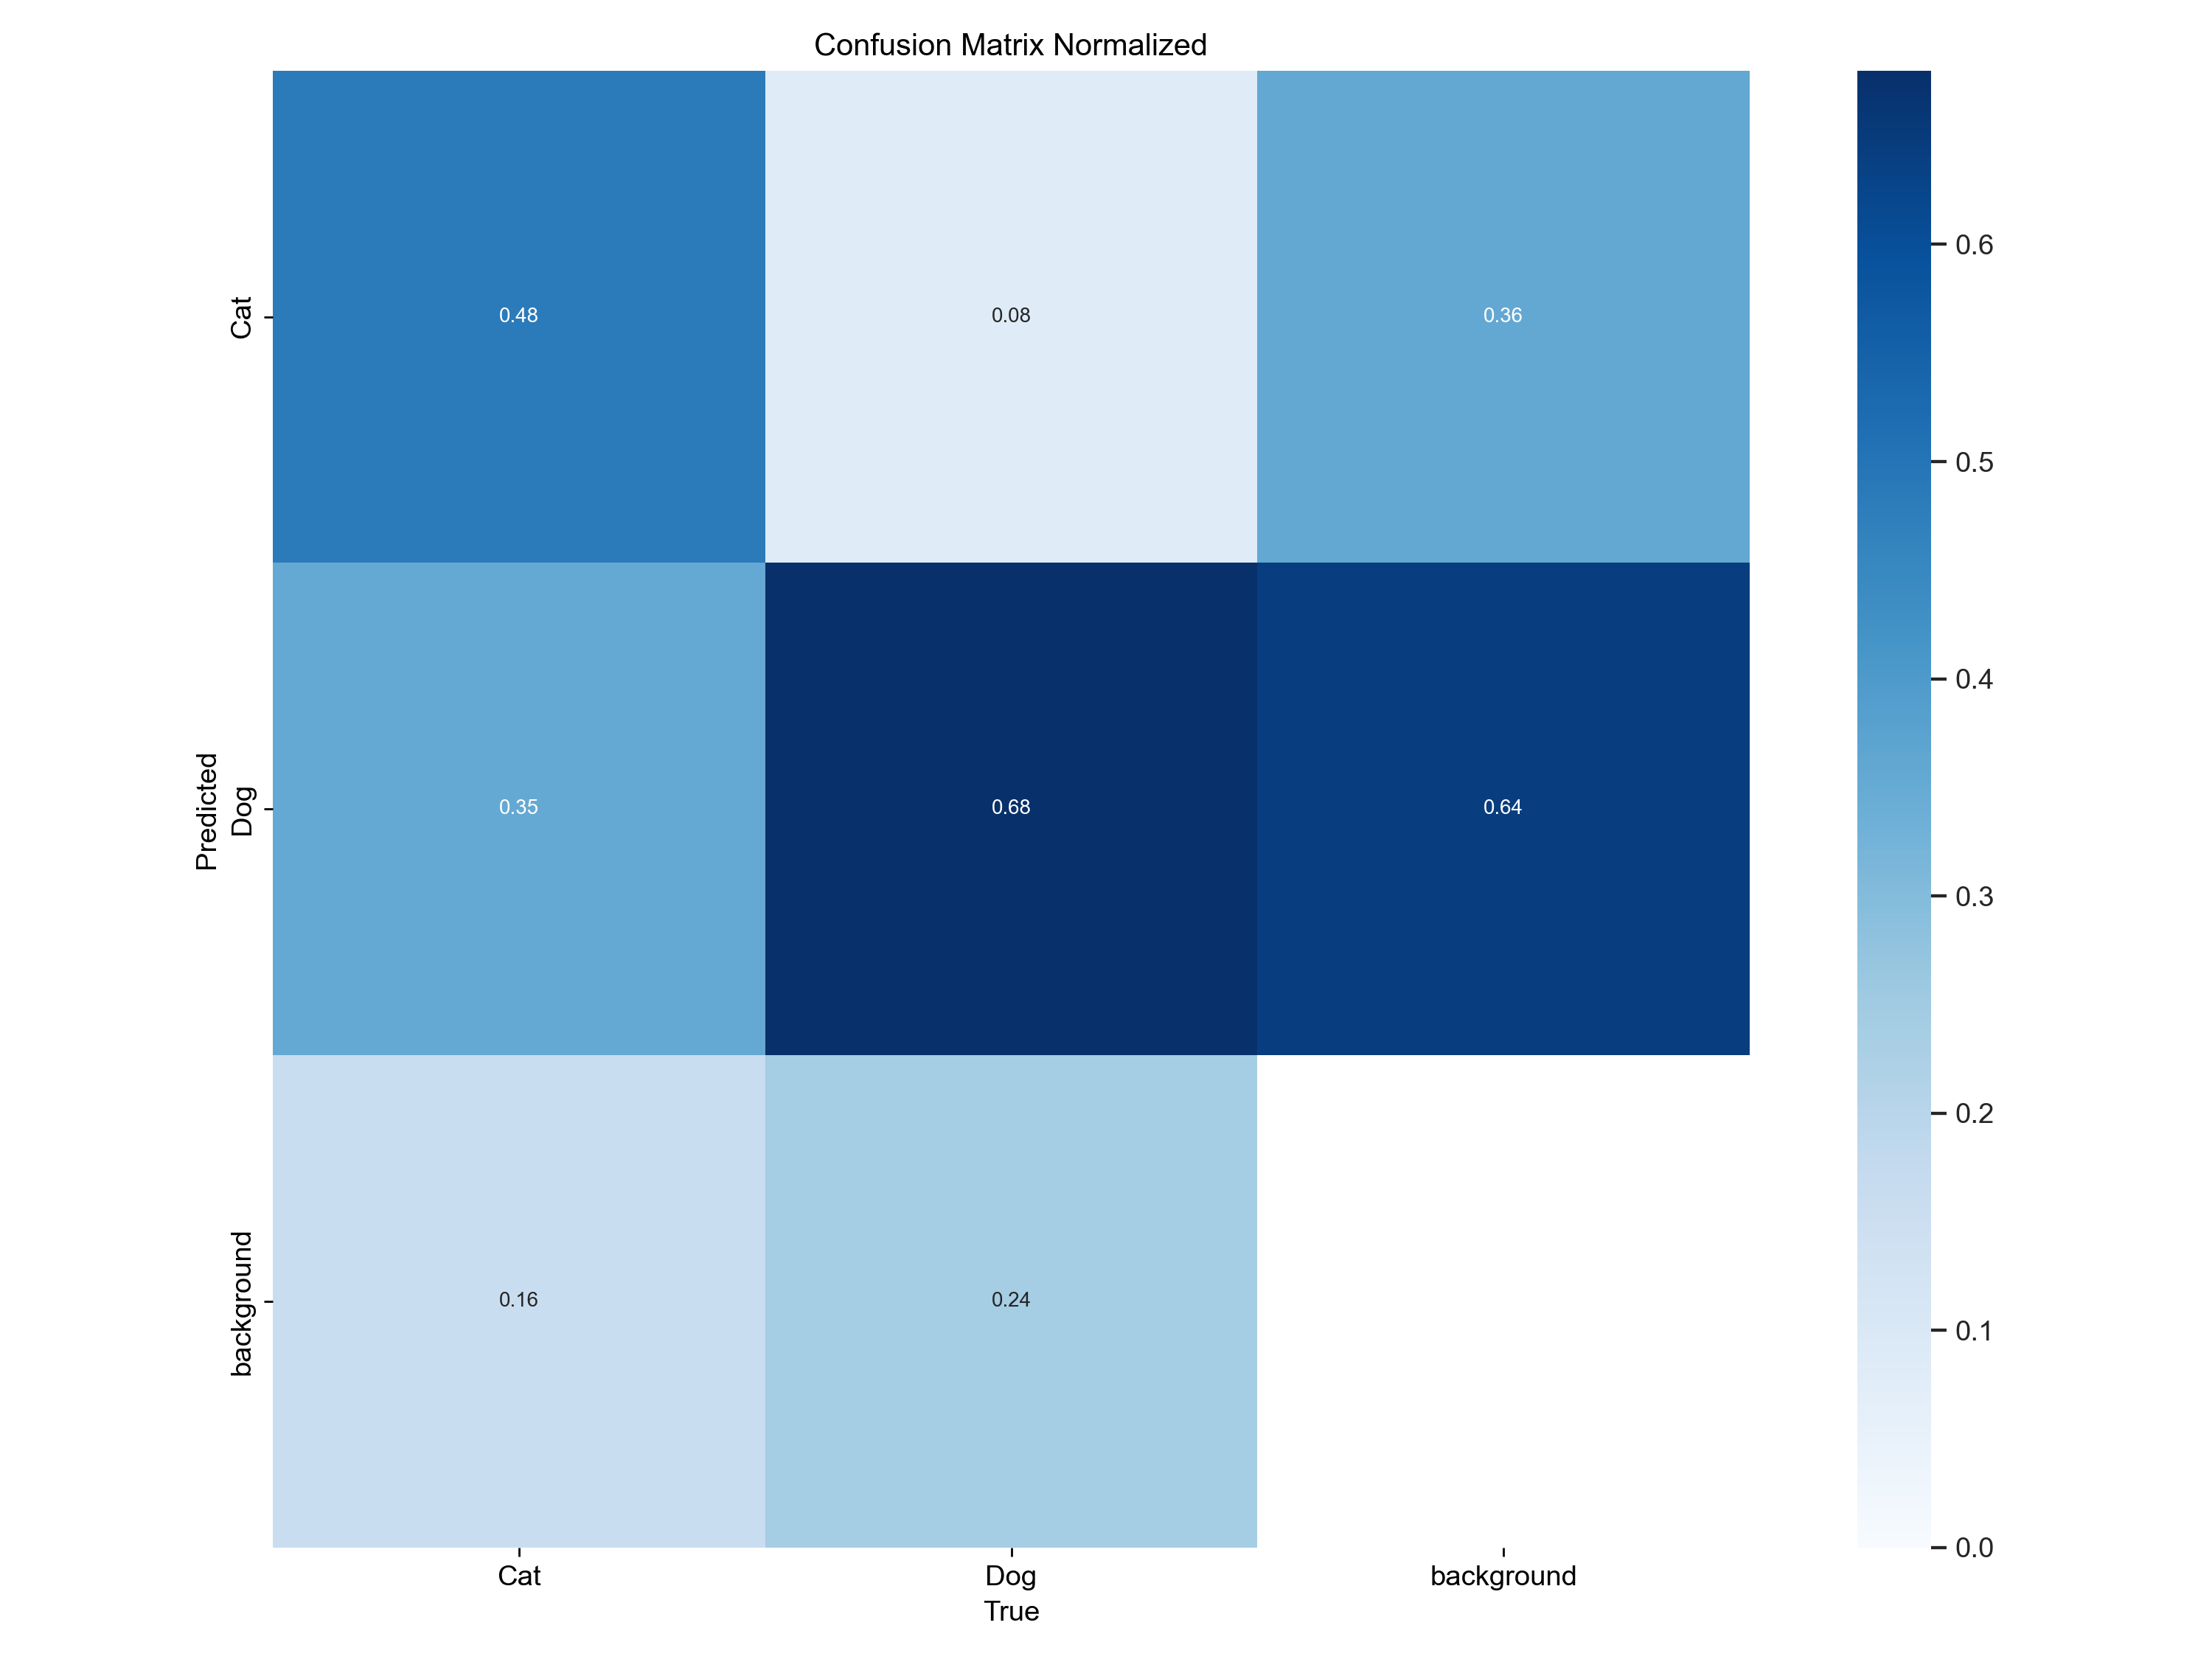 Confusion Matrix Normalized
Cat
0.48
0.08
0.36
Predicted
Dog
0.35
0.68
0.64
background
0.16
0.24
Cat
Dog
background
True
0.6
0.5
0.4
0.3
0.2
0.1
0.0